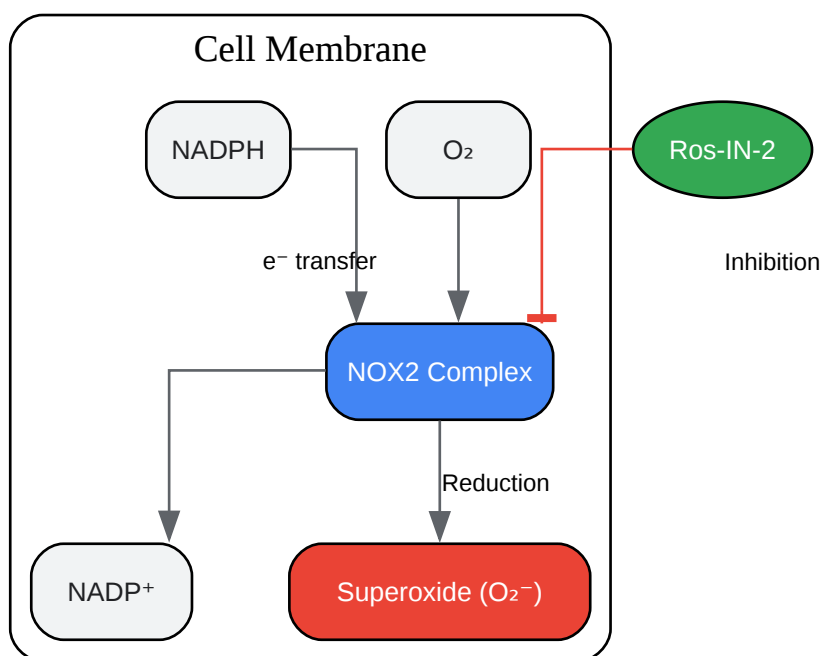 Cell Membrane
NADPH
O₂
Ros-IN-2
e⁻ transfer
Inhibition
NOX2 Complex
Reduction
NADP⁺
Superoxide (O₂⁻)